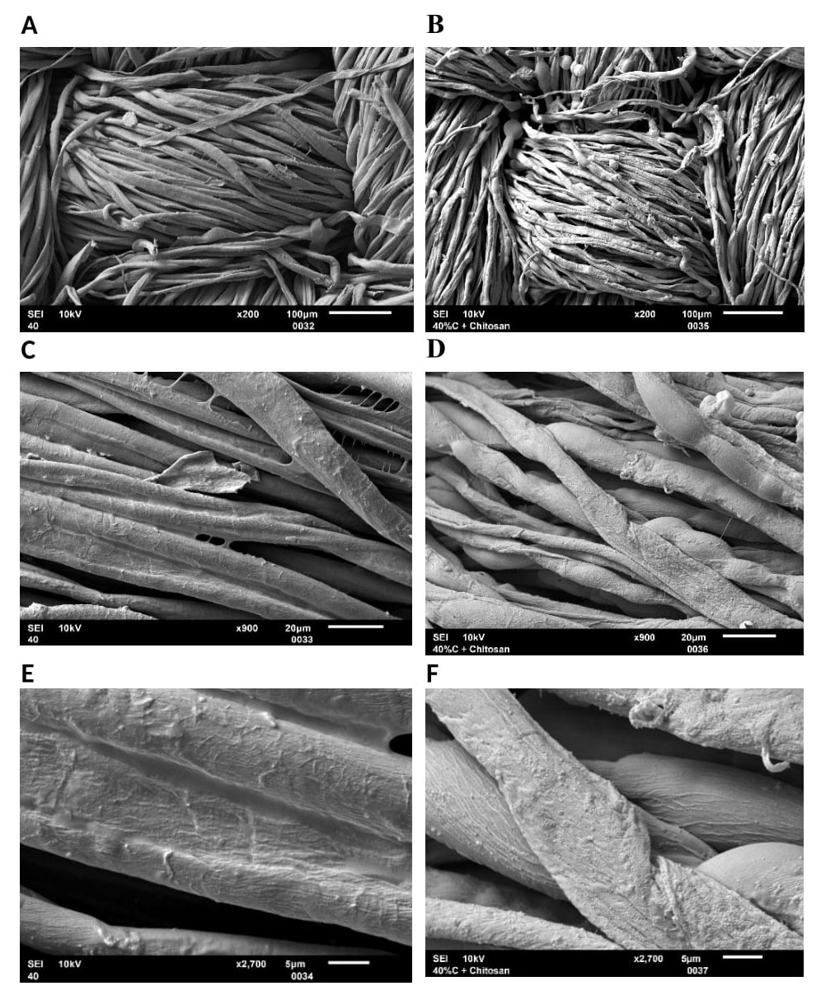 A
B
SEI 10kV x200 100µm
40 0032
SEI 10kV x200 100µm
40%C + Chitosan 0035
C
D
SEI 10kV x900 20µm
40 0033
SEI 10kV x900 20µm
40%C + Chitosan 0036
E
F
SEI 10kV x2,700 5µm
40 0034
SEI 10kV x2,700 5µm
40%C + Chitosan 0037